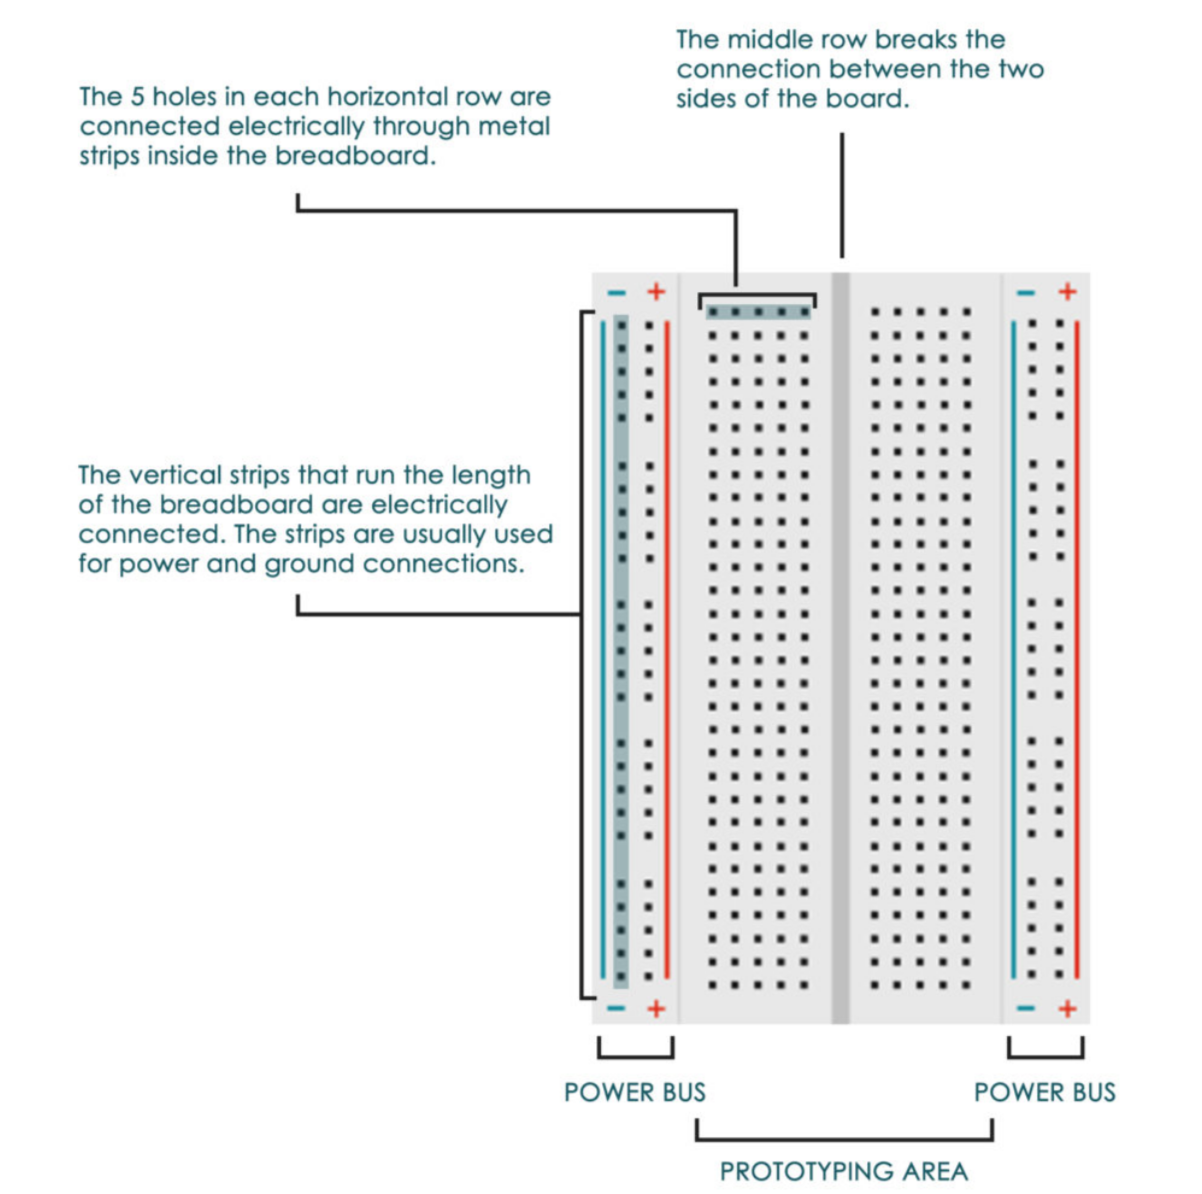 The middle row breaks the
connection between the two
sides of the board.
The 5 holes in each horizontal row are
connected electrically through metal
strips inside the breadboard.
− + − +
The vertical strips that run the length
of the breadboard are electrically
connected. The strips are usually used
for power and ground connections.
− + − +
POWER BUS
POWER BUS
PROTOTYPING AREA